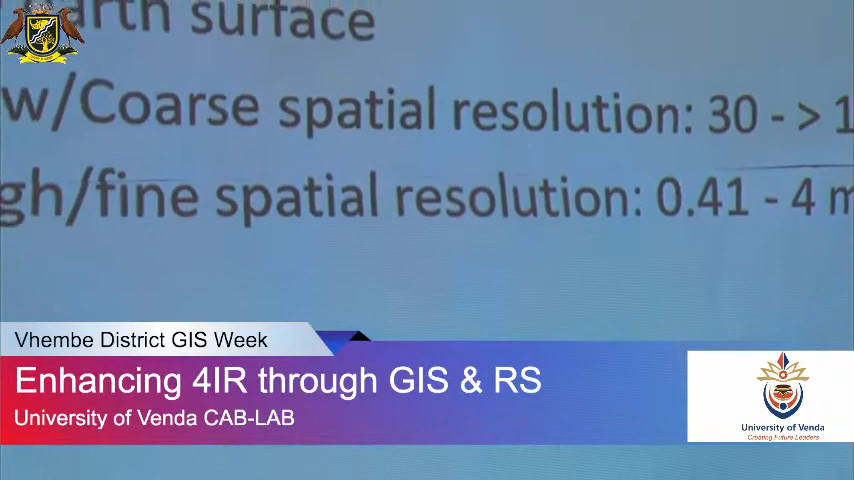 arth surface
w/Coarse spatial resolution: 30 - > 1
gh/fine spatial resolution: 0.41 - 4 m
Vhembe District GIS Week
Enhancing 4IR through GIS & RS
University of Venda CAB-LAB
University of Venda
Creating Future Leaders